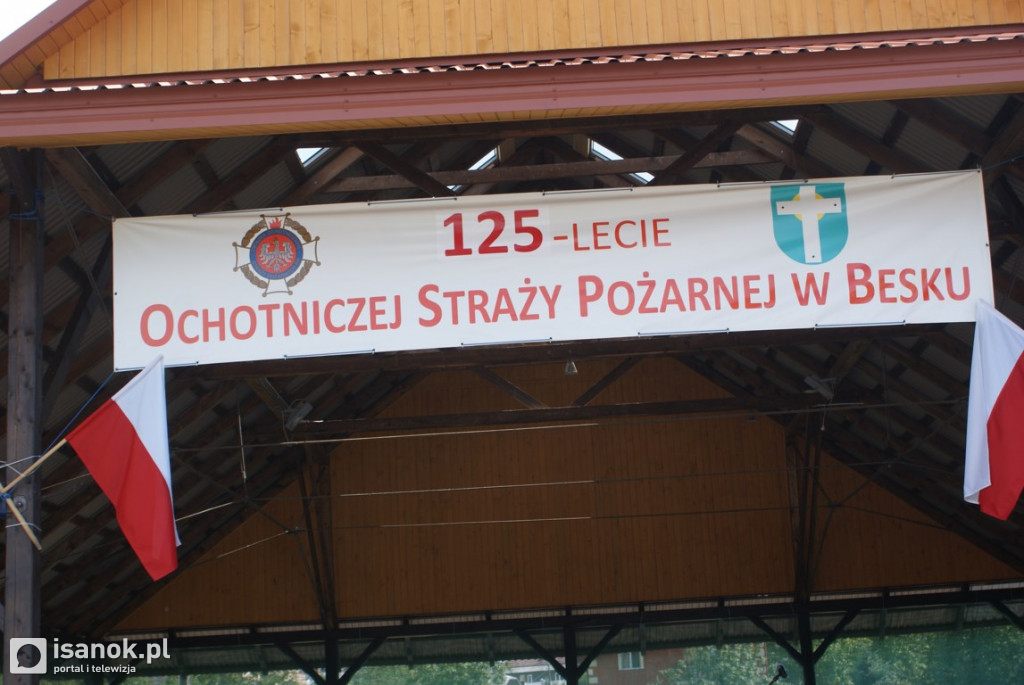 125-LECIE
OCHOTNICZEJ STRAŻY POŻARNEJ W BESKU
isanok.pl
portal i telewizja